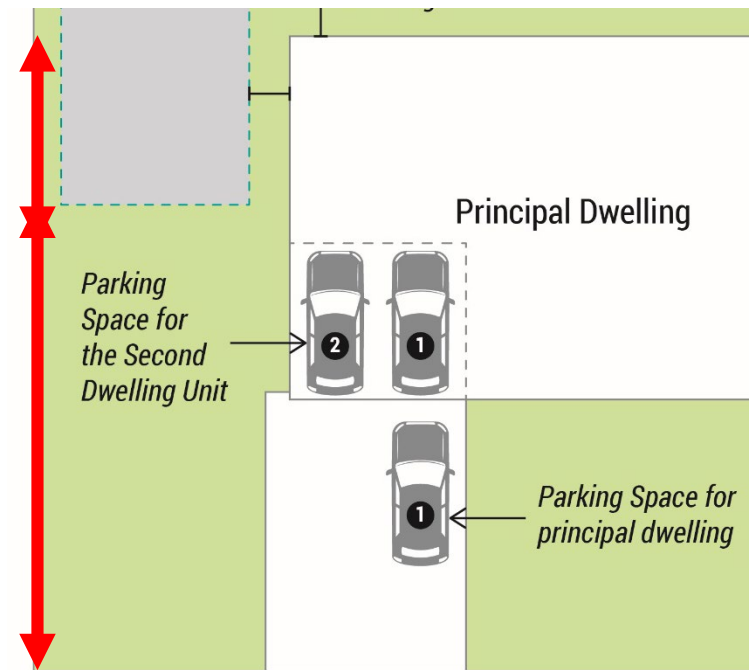 Principal Dwelling
Parking
Space for
the Second
Dwelling Unit
2
1
1
Parking Space for
principal dwelling